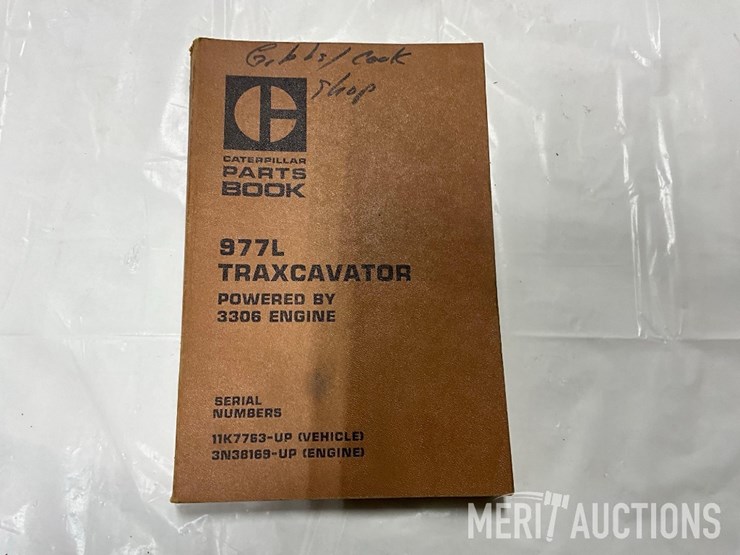 Gibbs/Cook
Shop
CATERPILLAR
PARTS
BOOK
977L
TRAXCAVATOR
POWERED BY
3306 ENGINE
SERIAL
NUMBERS
11K7763-UP (VEHICLE)
3N38169-UP (ENGINE)
MERIT AUCTIONS